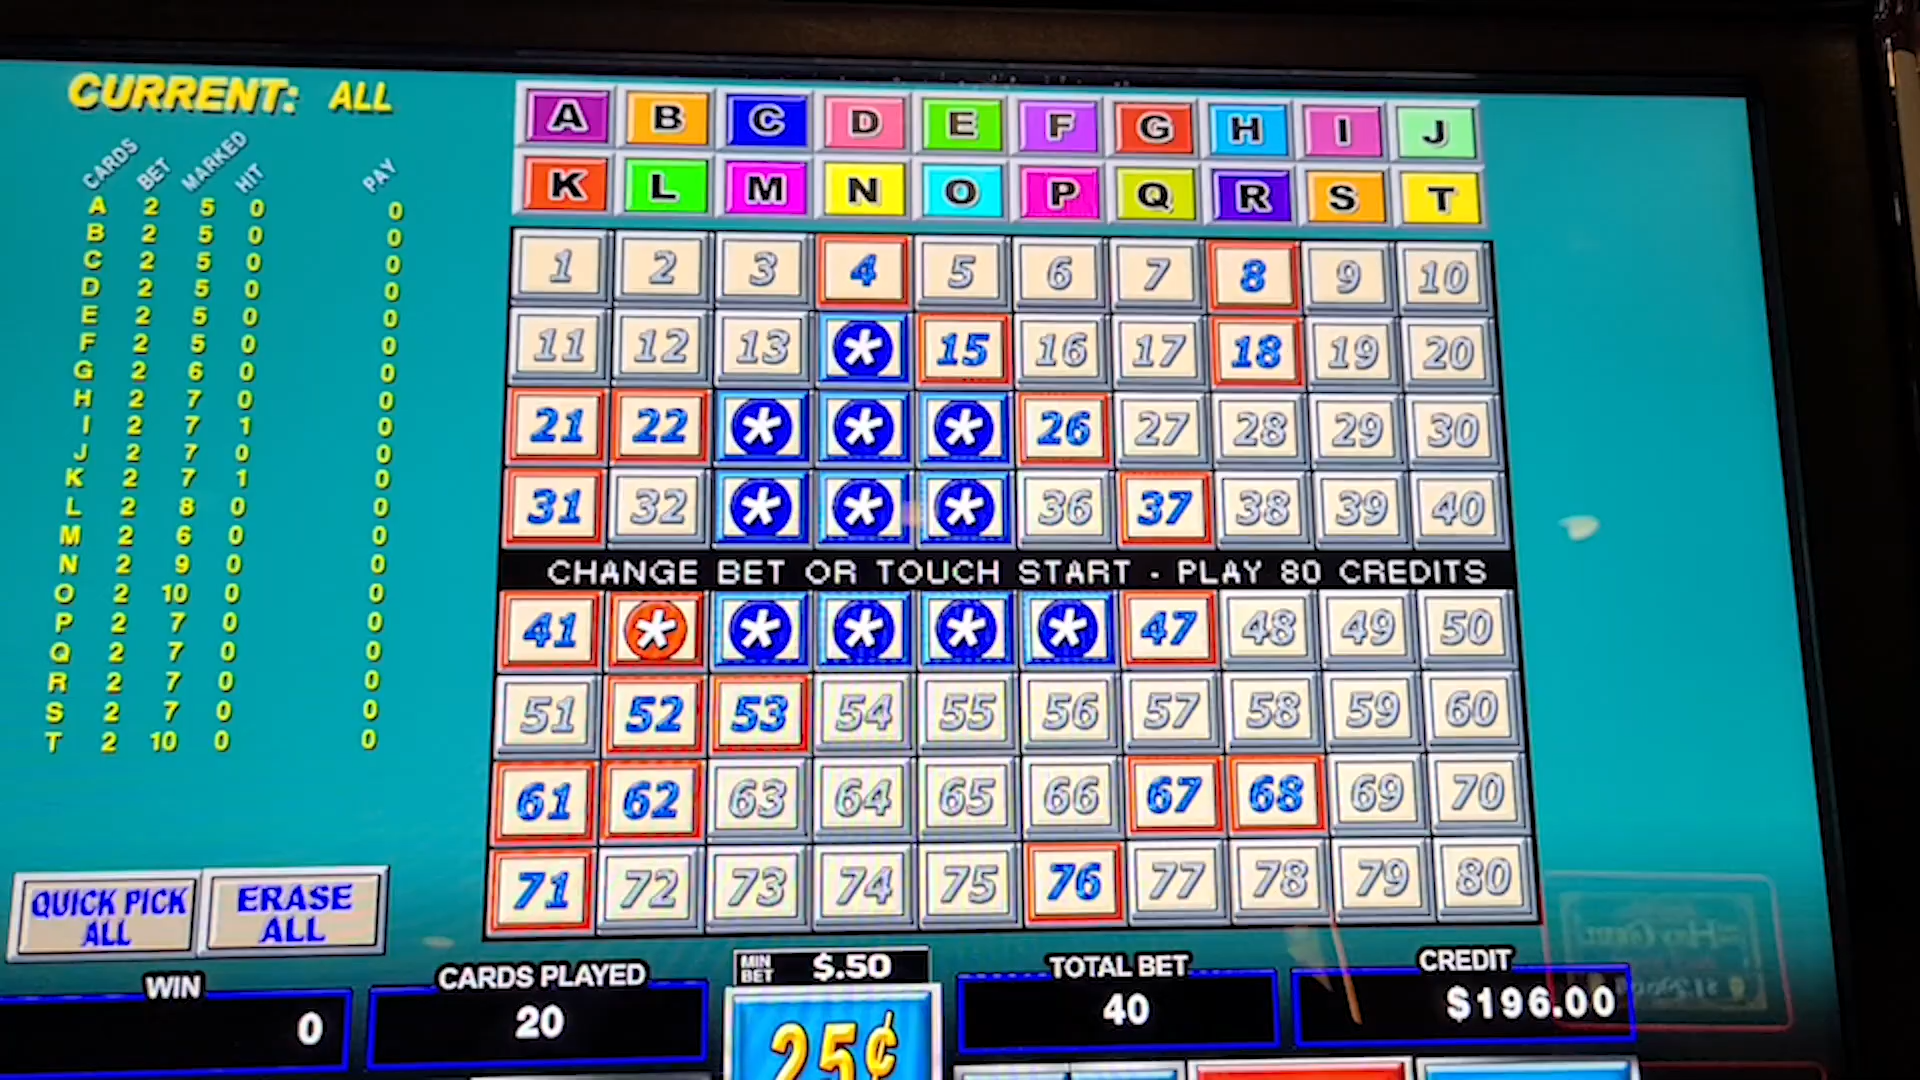 CURRENT: ALL
CARDS BET MARKED HIT PAY
A 2 5 0 0
B 2 5 0 0
C 2 5 0 0
D 2 5 0 0
E 2 5 0 0
F 2 5 0 0
G 2 6 0 0
H 2 7 0 0
I 2 7 1 0
J 2 7 0 0
K 2 7 1 0
L 2 8 0 0
M 2 6 0 0
N 2 9 0 0
O 2 10 0 0
P 2 7 0 0
Q 2 7 0 0
R 2 7 0 0
S 2 7 0 0
T 2 10 0 0
A B C D E F G H I J
K L M N O P Q R S T
1 2 3 4 5 6 7 8 9 10
11 12 13 * 15 16 17 18 19 20
21 22 * * * 26 27 28 29 30
31 32 * * * 36 37 38 39 40
CHANGE BET OR TOUCH START - PLAY 80 CREDITS
41 * * * * * 47 48 49 50
51 52 53 54 55 56 57 58 59 60
61 62 63 64 65 66 67 68 69 70
71 72 73 74 75 76 77 78 79 80
QUICK PICK ALL
ERASE ALL
WIN
0
CARDS PLAYED
20
MIN BET $.50
25¢
TOTAL BET
40
CREDIT
$196.00